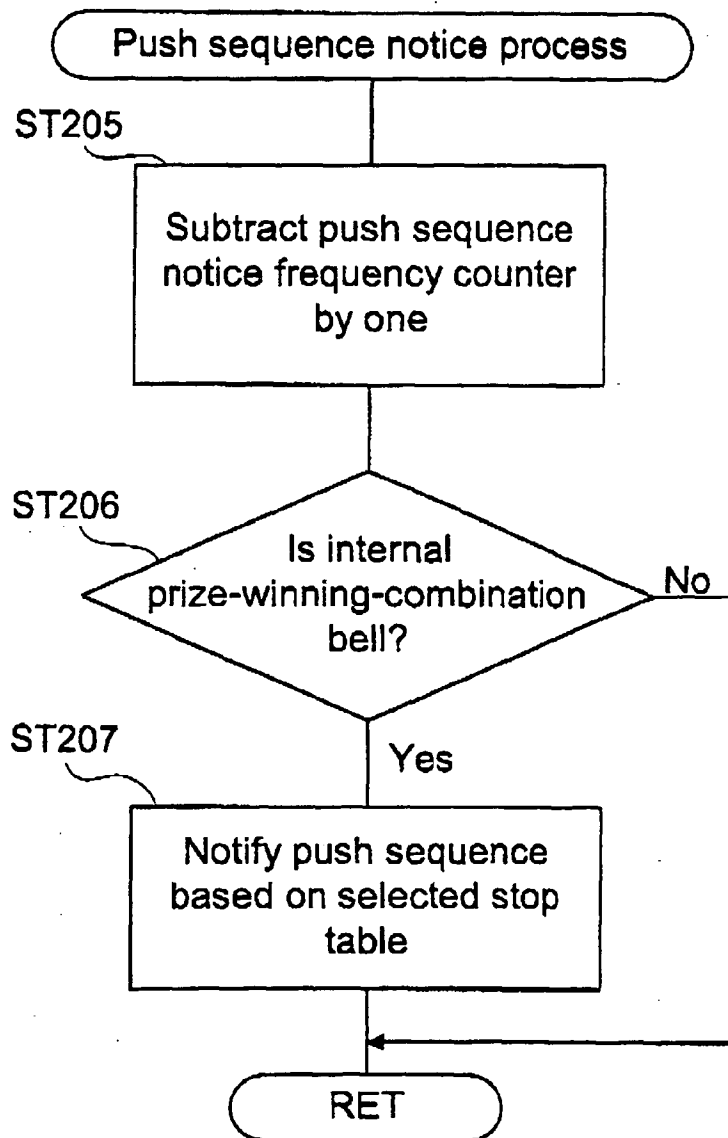 Push sequence notice process
ST205
Subtract push sequence
notice frequency counter
by one
ST206
Is internal
prize-winning-combination
bell?
No
Yes
ST207
Notify push sequence
based on selected stop
table
RET